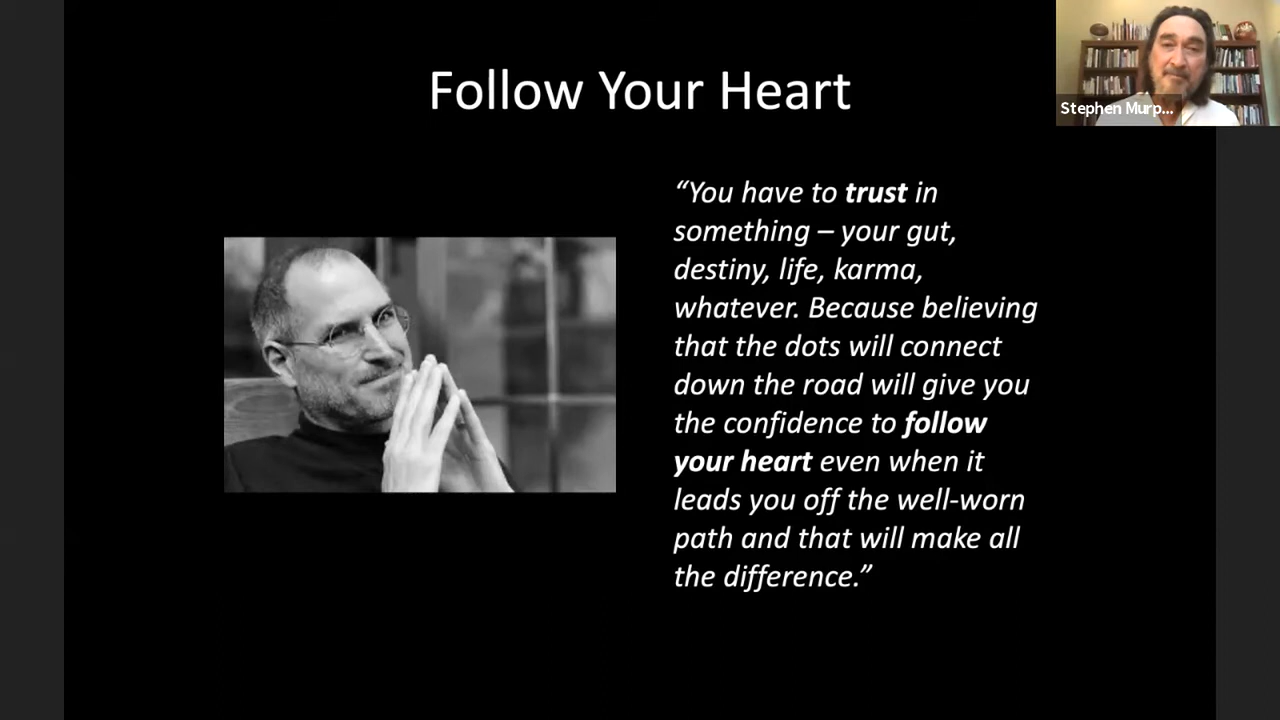 Follow Your Heart
Stephen Murp...
“You have to trust in
something – your gut,
destiny, life, karma,
whatever. Because believing
that the dots will connect
down the road will give you
the confidence to follow
your heart even when it
leads you off the well-worn
path and that will make all
the difference.”